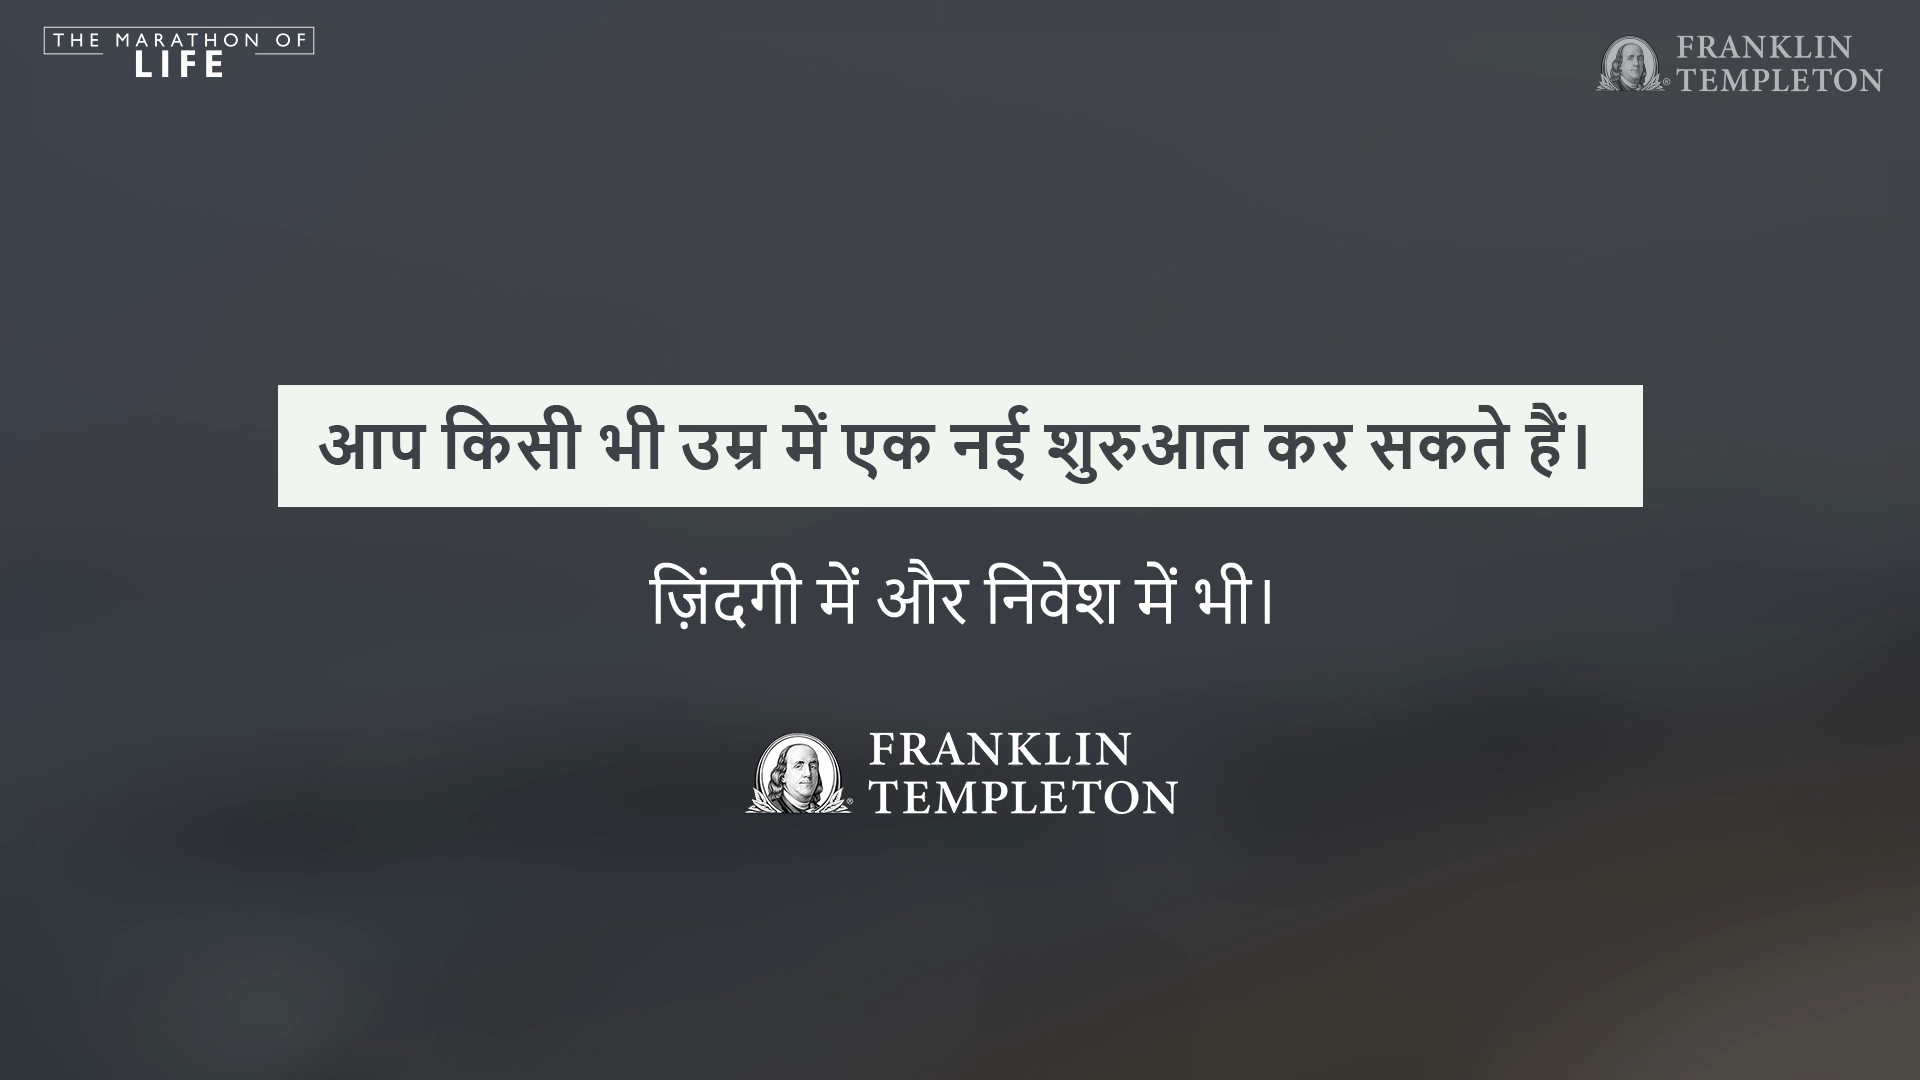 THE MARATHON OF
LIFE
FRANKLIN
TEMPLETON
आप किसी भी उम्र में एक नई शुरुआत कर सकते हैं।
ज़िंदगी में और निवेश में भी।
FRANKLIN
TEMPLETON